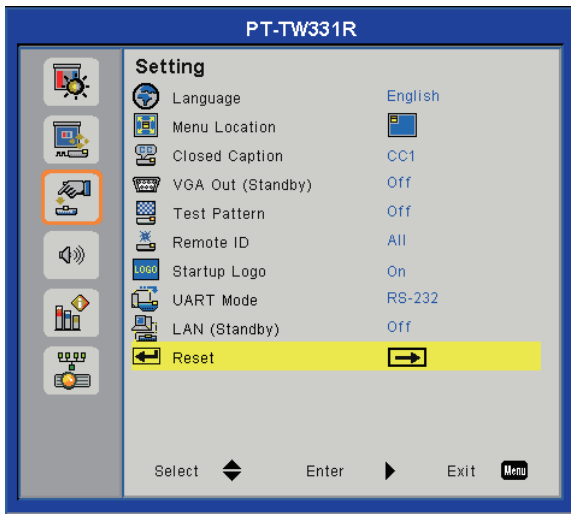 PT-TW331R
Setting
Language English
Menu Location
Closed Caption CC1
VGA Out (Standby) Off
Test Pattern Off
Remote ID All
LOGO Startup Logo On
UART Mode RS-232
LAN (Standby) Off
Reset
Select Enter Exit Menu